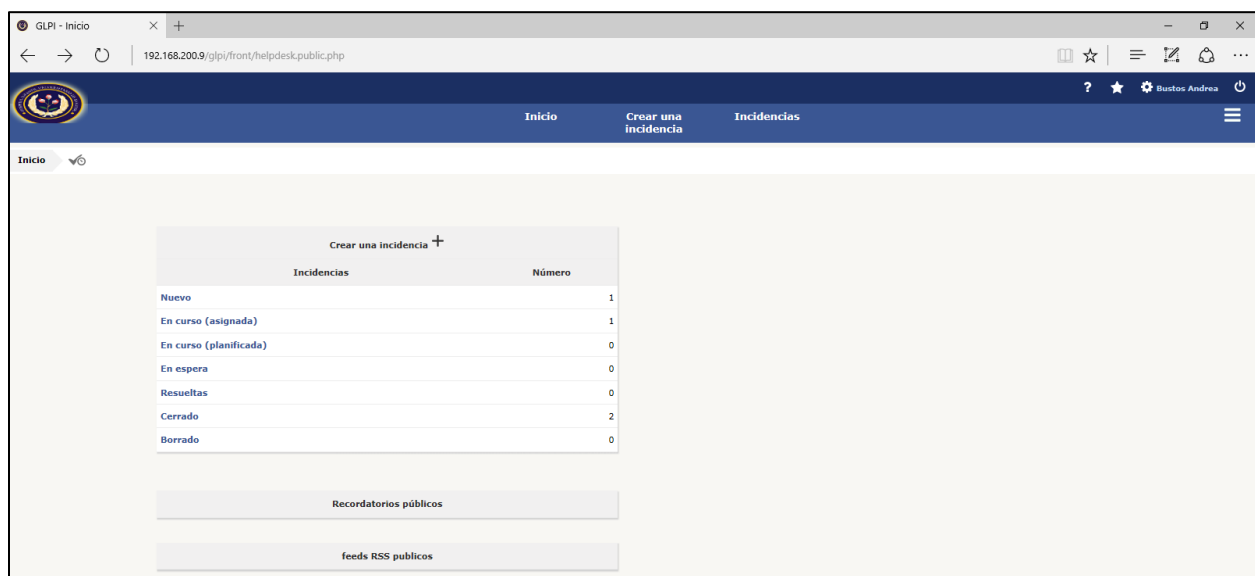 GLPI - Inicio
192.168.200.9/glpi/front/helpdesk.public.php
? Bustos Andrea
Inicio Crear una incidencia Incidencias
Inicio
Crear una incidencia +
Incidencias Número
Nuevo 1
En curso (asignada) 1
En curso (planificada) 0
En espera 0
Resueltas 0
Cerrado 2
Borrado 0
Recordatorios públicos
feeds RSS publicos